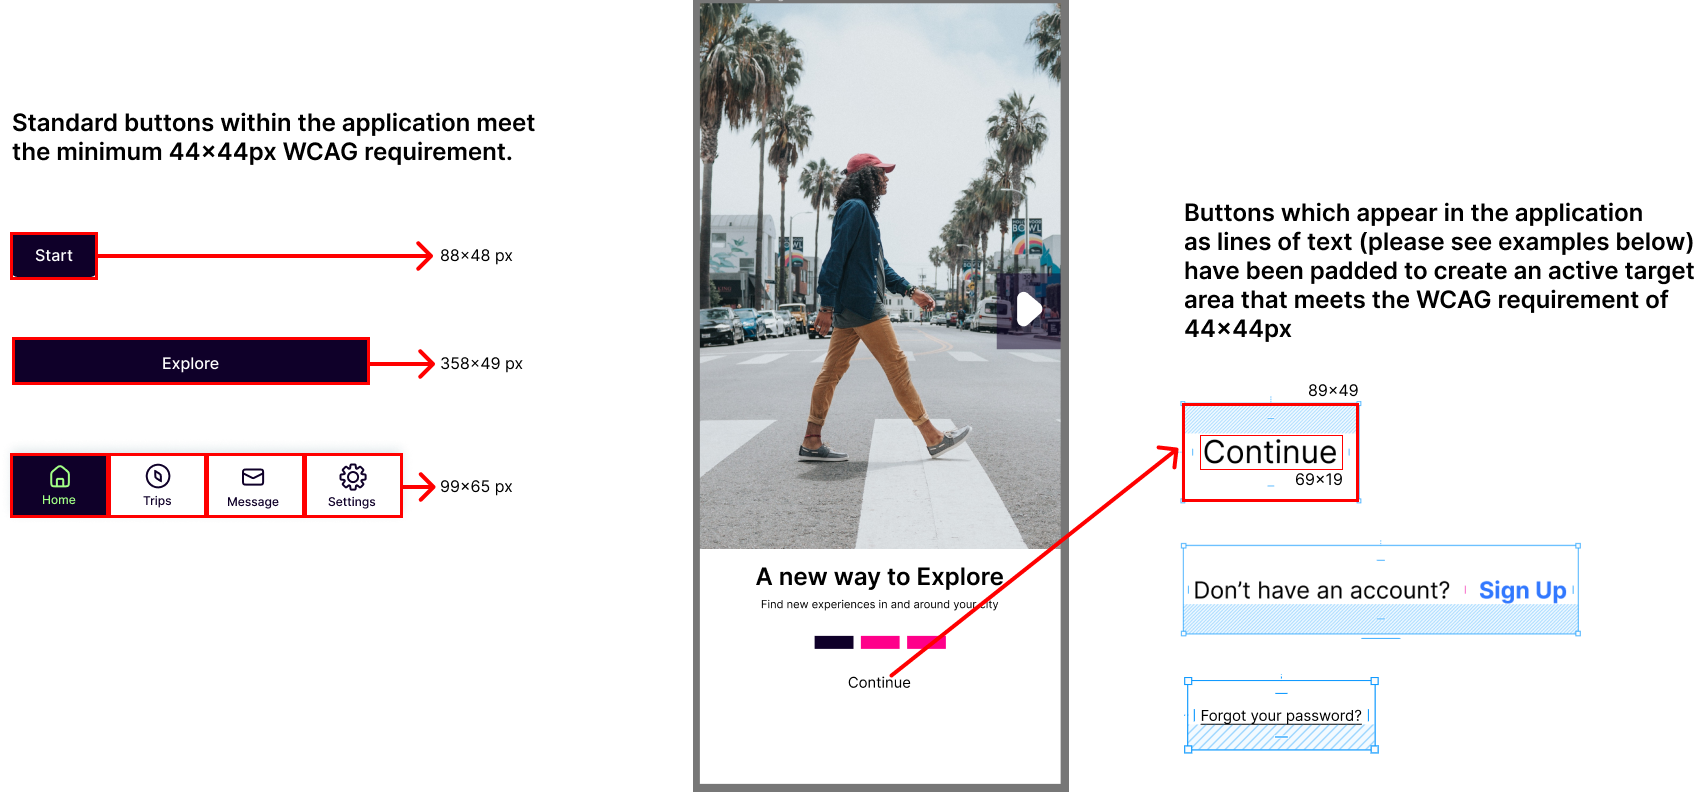 Standard buttons within the application meet
the minimum 44×44px WCAG requirement.
Start
88×48 px
Explore
358×49 px
Home
Trips
Message
Settings
99×65 px
HOLLYWOOD
BOWL
A new way to Explore
Find new experiences in and around your city
Continue
Buttons which appear in the application
as lines of text (please see examples below)
have been padded to create an active target
area that meets the WCAG requirement of
44×44px
89×49
Continue
69×19
Don’t have an account? Sign Up
Forgot your password?